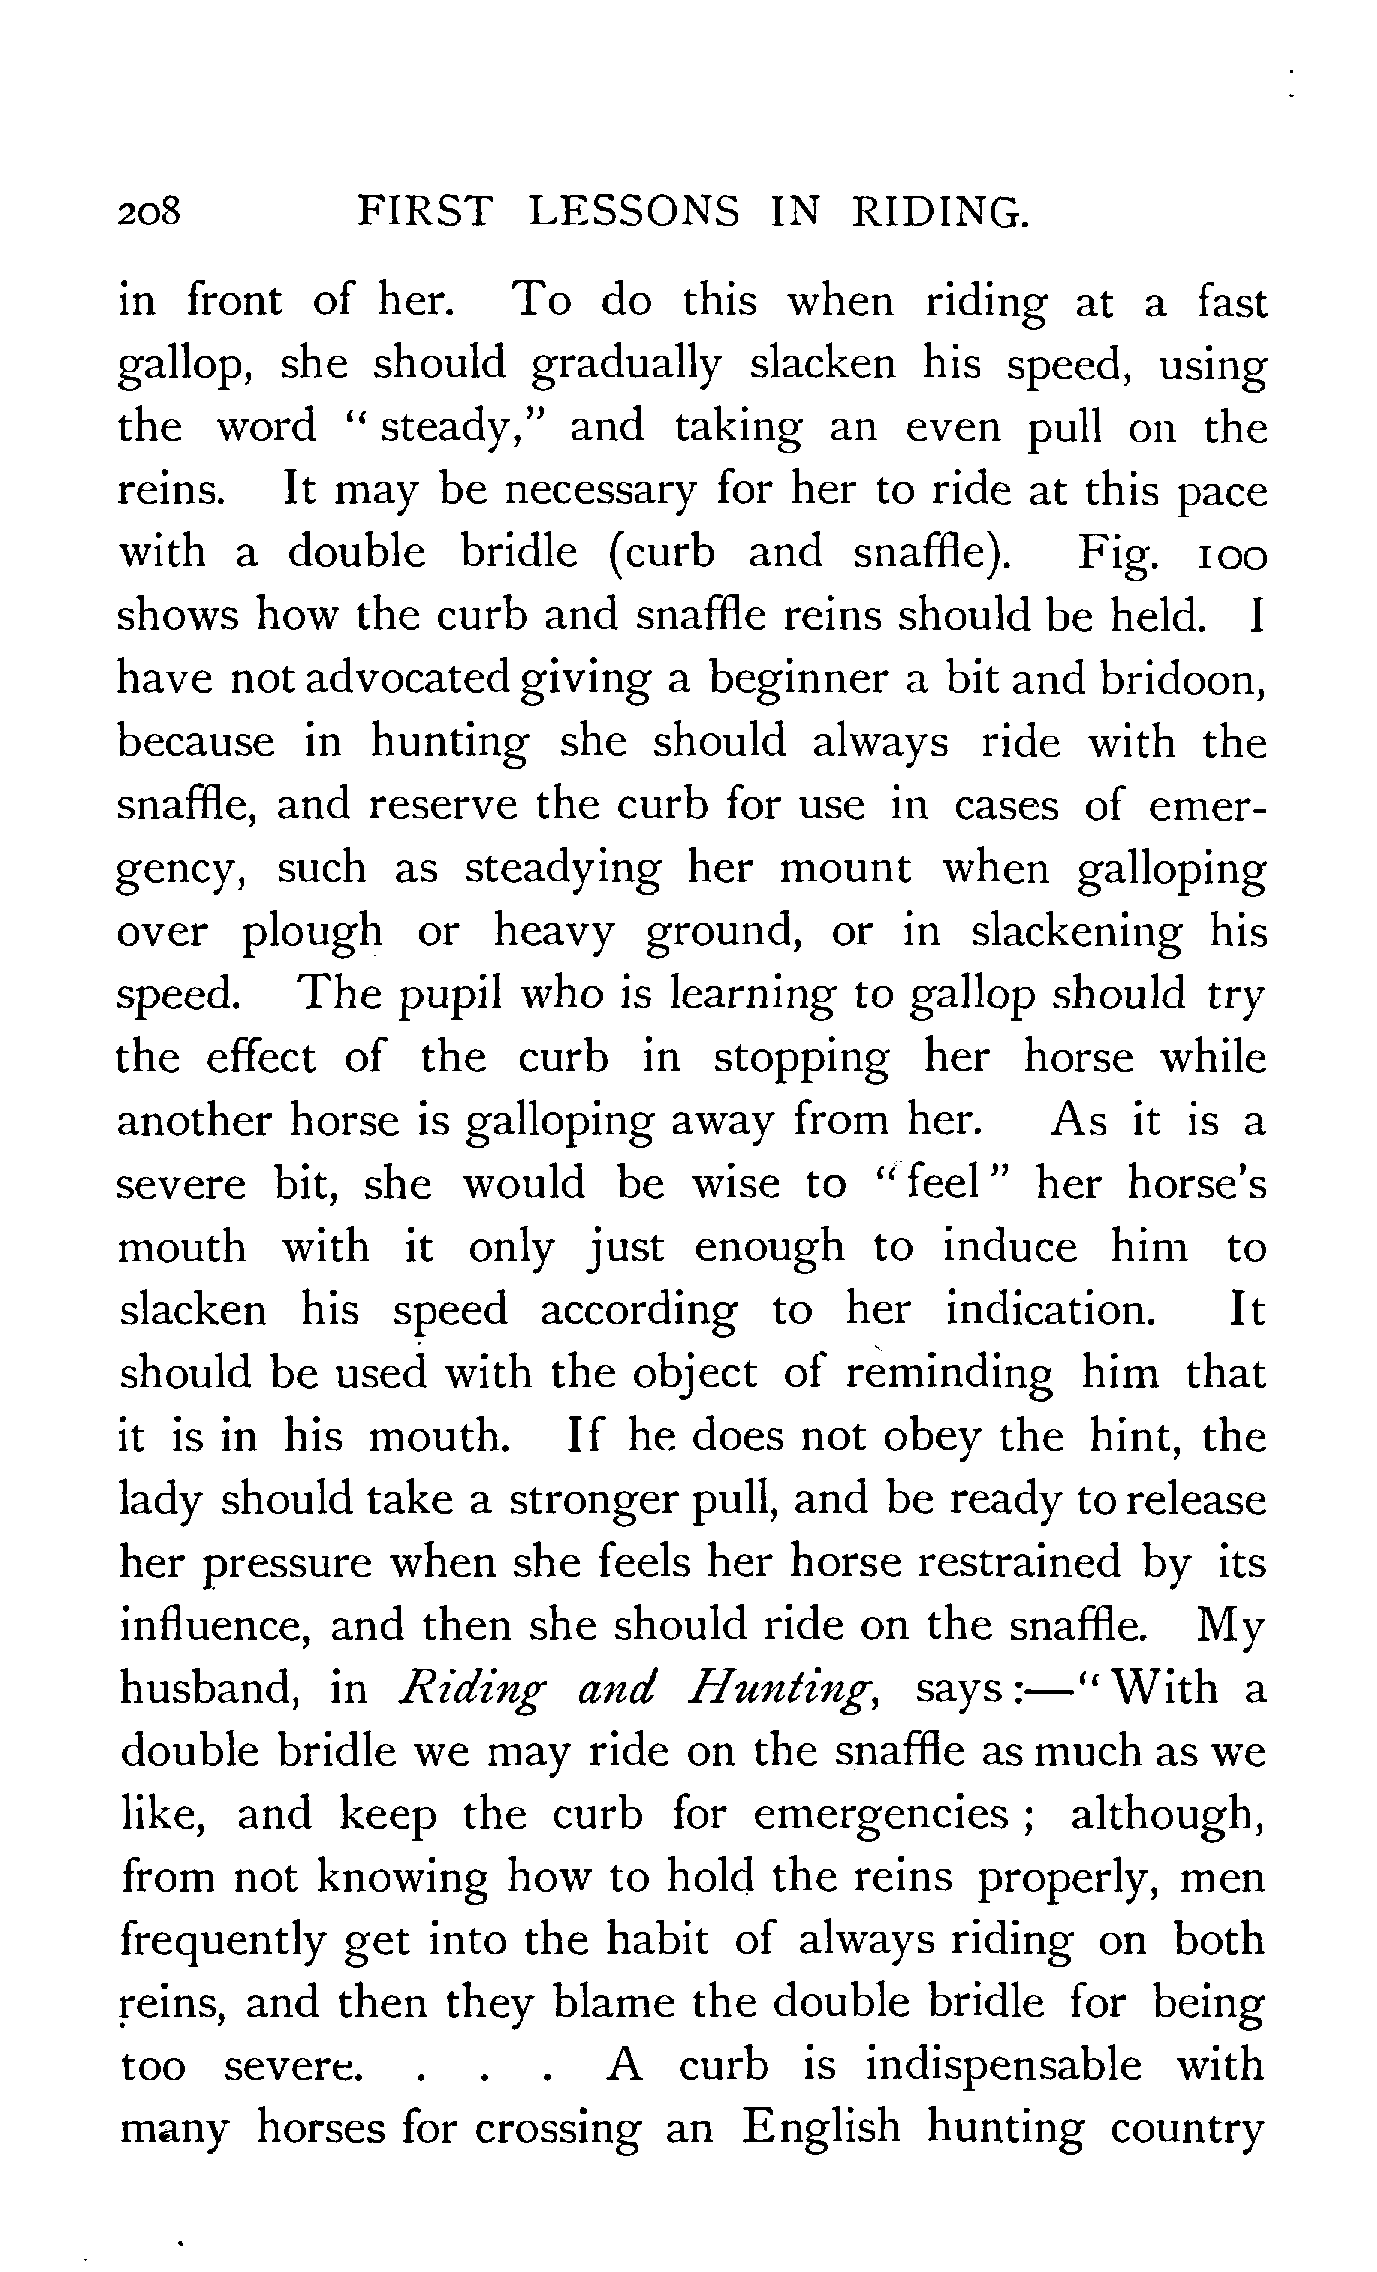 208 FIRST LESSONS IN RIDING.
in front of her. To do this when riding at a fast
gallop, she should gradually slacken his speed, using
the word " steady," and taking an even pull on the
reins. It may be necessary for her to ride at this pace
with a double bridle (curb and snaffle). Fig. 100
shows how the curb and snaffle reins should be held. I
have not advocated giving a beginner a bit and bridoon,
because in hunting she should always ride with the
snaffle, and reserve the curb for use in cases of emer-
gency, such as steadying her mount when galloping
over plough or heavy ground, or in slackening his
speed. The pupil who is learning to gallop should try
the effect of the curb in stopping her horse while
another horse is galloping away from her. As it is a
severe bit, she would be wise to "feel" her horse's
mouth with it only just enough to induce him to
slacken his speed according to her indication. It
should be used with the object of reminding him that
it is in his mouth. If he does not obey the hint, the
lady should take a stronger pull, and be ready to release
her pressure when she feels her horse restrained by its
influence, and then she should ride on the snaffle. My
husband, in Riding and Hunting, says :—" With a
double bridle we may ride on the snaffle as much as we
like, and keep the curb for emergencies ; although,
from not knowing how to hold the reins properly, men
frequently get into the habit of always riding on both
reins, and then they blame the double bridle for being
too severe. . . . A curb is indispensable with
many horses for crossing an English hunting country